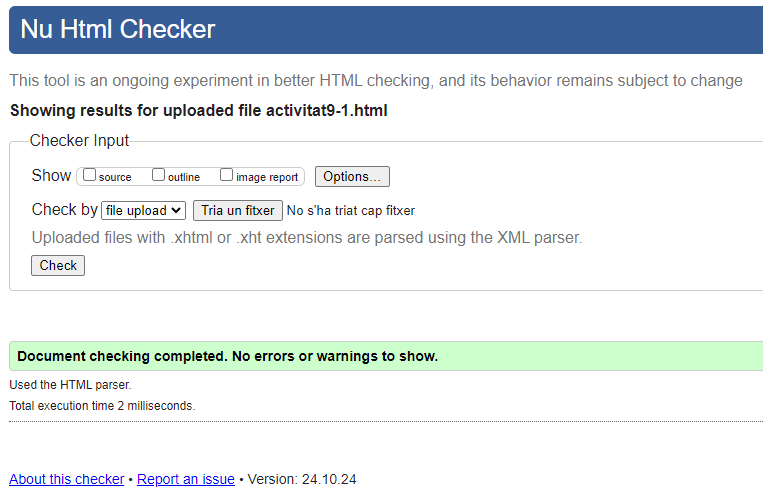 Nu Html Checker
This tool is an ongoing experiment in better HTML checking, and its behavior remains subject to change
Showing results for uploaded file activitat9-1.html
Checker Input
Show source outline image report Options...
Check by file upload Tria un fitxer No s'ha triat cap fitxer
Uploaded files with .xhtml or .xht extensions are parsed using the XML parser.
Check
Document checking completed. No errors or warnings to show.
Used the HTML parser.
Total execution time 2 milliseconds.
About this checker • Report an issue • Version: 24.10.24